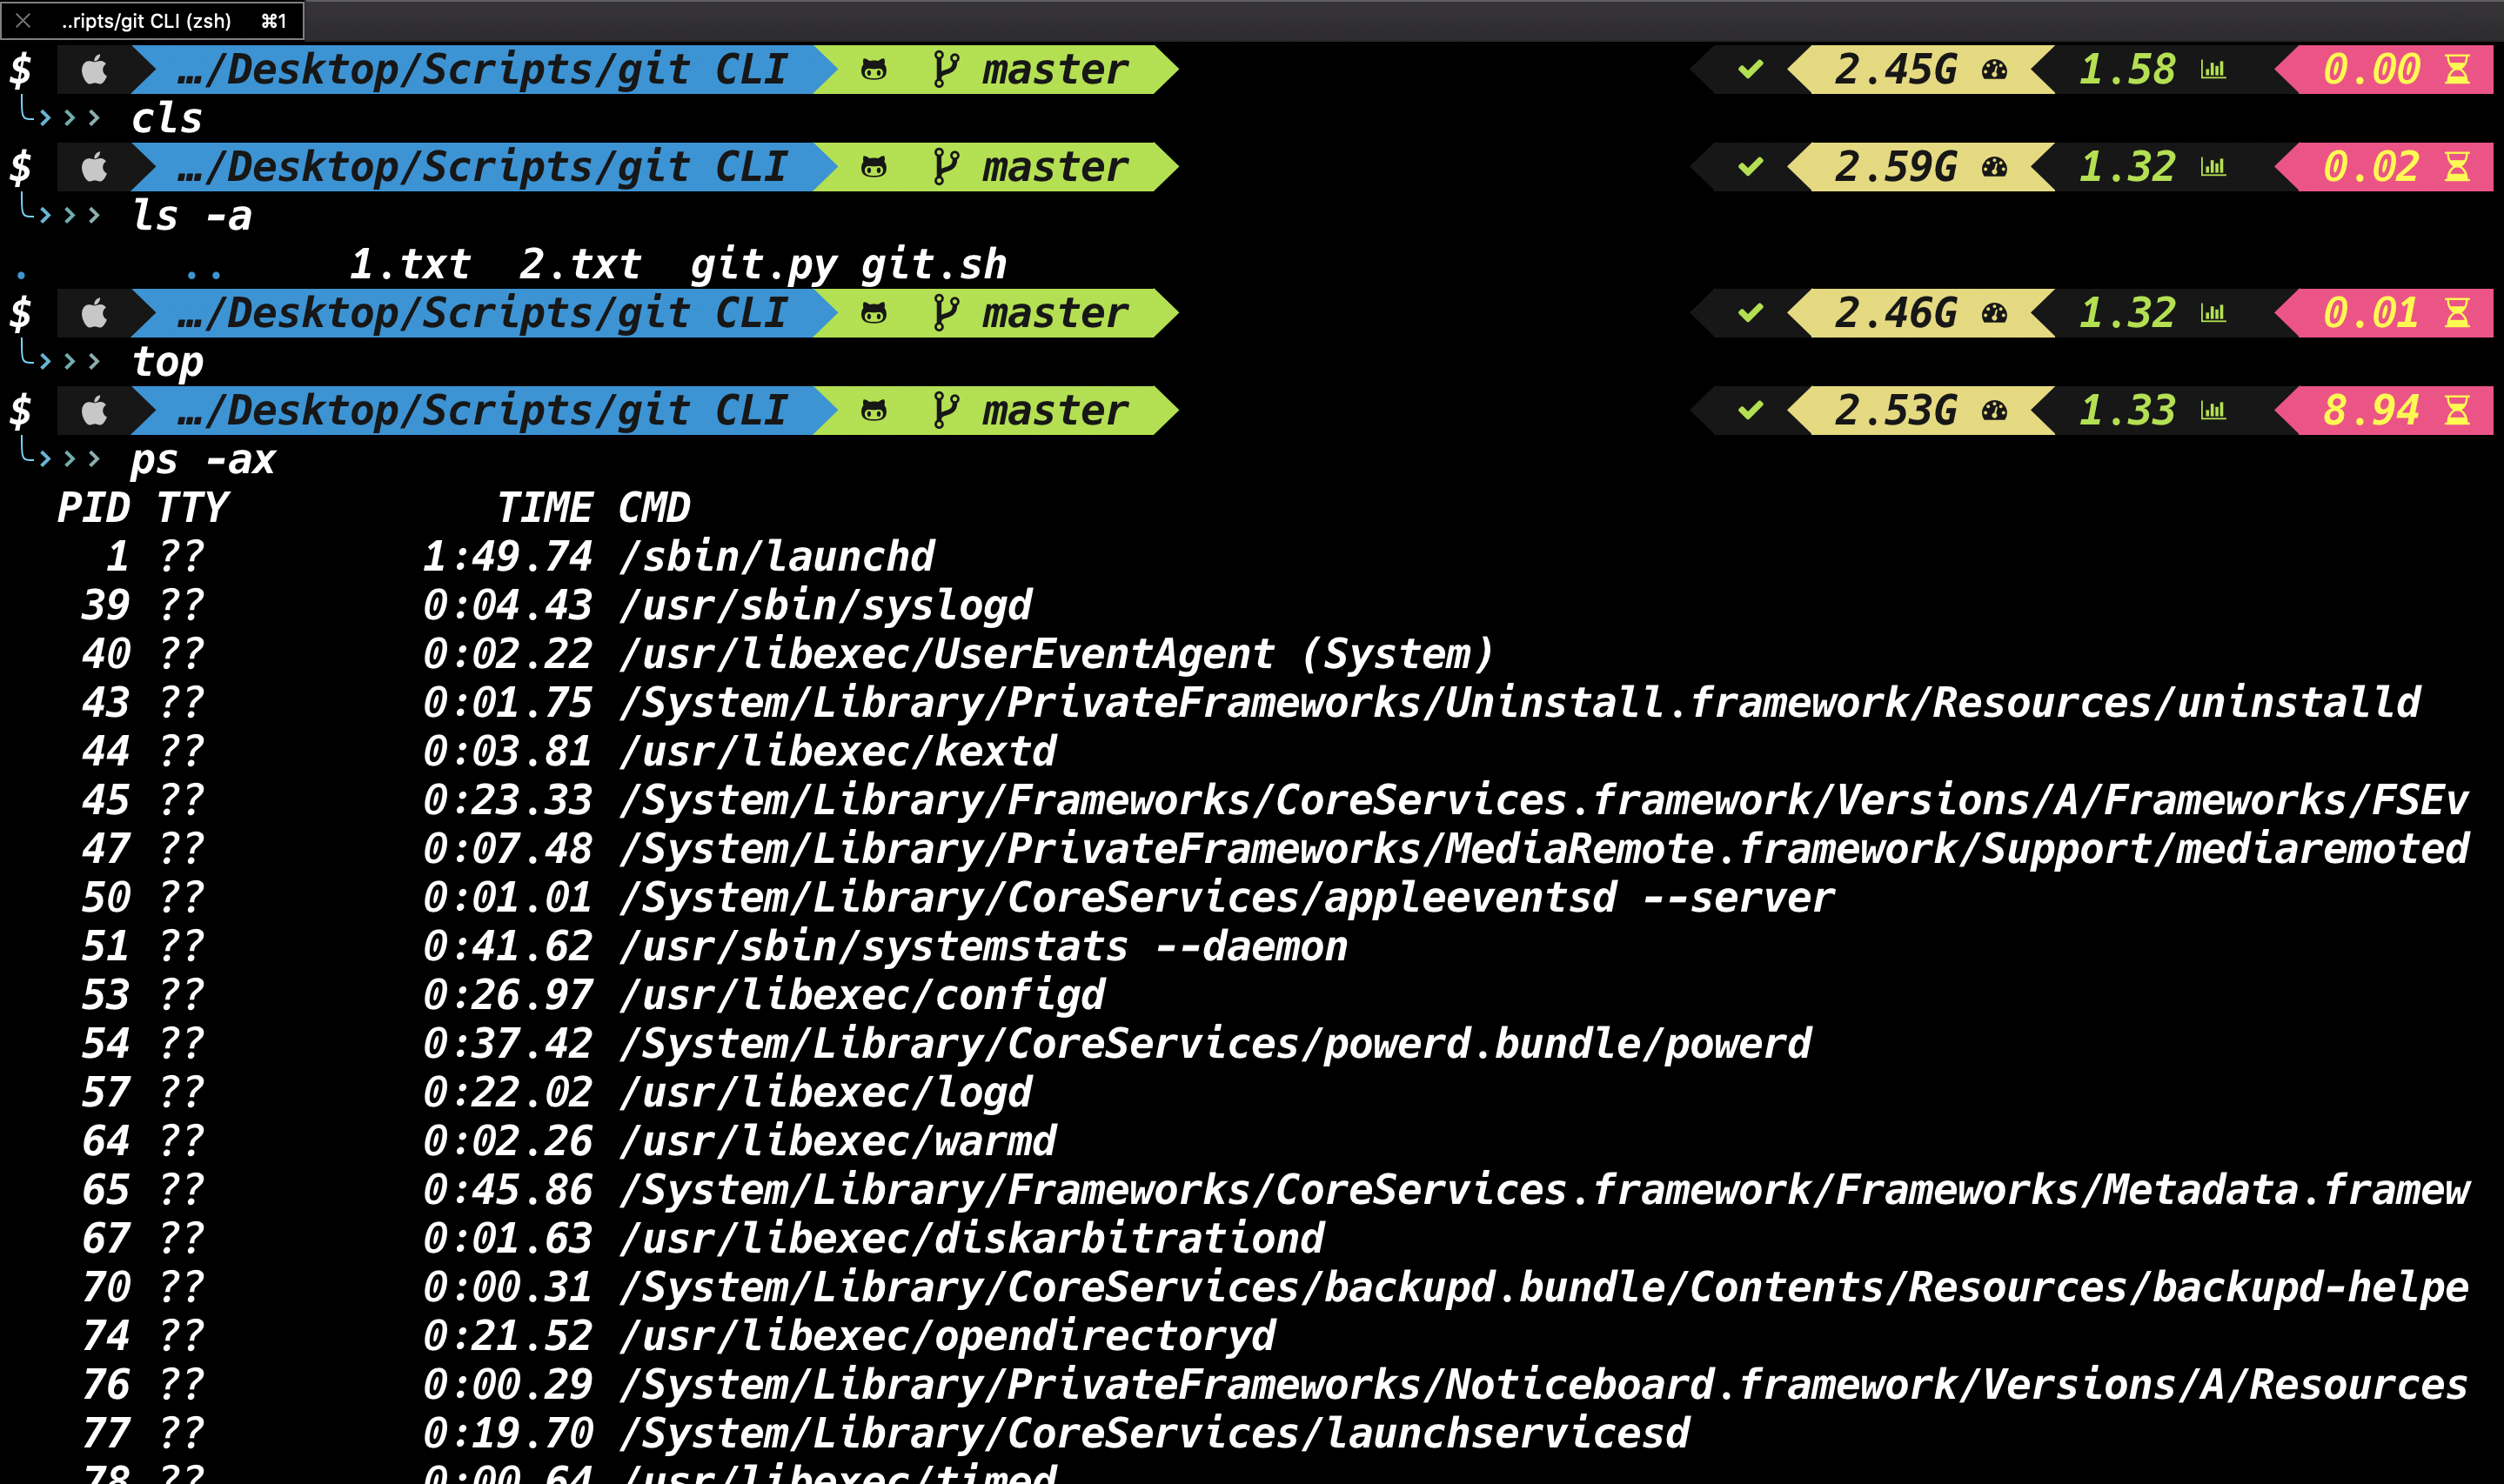 ..ripts/git CLI (zsh) ⌘1
$ …/Desktop/Scripts/git CLI master 2.45G 1.58 0.00
cls
$ …/Desktop/Scripts/git CLI master 2.59G 1.32 0.02
ls -a
. .. 1.txt 2.txt git.py git.sh
$ …/Desktop/Scripts/git CLI master 2.46G 1.32 0.01
top
$ …/Desktop/Scripts/git CLI master 2.53G 1.33 8.94
ps -ax
PID TTY TIME CMD
1 ?? 1:49.74 /sbin/launchd
39 ?? 0:04.43 /usr/sbin/syslogd
40 ?? 0:02.22 /usr/libexec/UserEventAgent (System)
43 ?? 0:01.75 /System/Library/PrivateFrameworks/Uninstall.framework/Resources/uninstalld
44 ?? 0:03.81 /usr/libexec/kextd
45 ?? 0:23.33 /System/Library/Frameworks/CoreServices.framework/Versions/A/Frameworks/FSEv
47 ?? 0:07.48 /System/Library/PrivateFrameworks/MediaRemote.framework/Support/mediaremoted
50 ?? 0:01.01 /System/Library/CoreServices/appleeventsd --server
51 ?? 0:41.62 /usr/sbin/systemstats --daemon
53 ?? 0:26.97 /usr/libexec/configd
54 ?? 0:37.42 /System/Library/CoreServices/powerd.bundle/powerd
57 ?? 0:22.02 /usr/libexec/logd
64 ?? 0:02.26 /usr/libexec/warmd
65 ?? 0:45.86 /System/Library/Frameworks/CoreServices.framework/Frameworks/Metadata.framew
67 ?? 0:01.63 /usr/libexec/diskarbitrationd
70 ?? 0:00.31 /System/Library/CoreServices/backupd.bundle/Contents/Resources/backupd-helpe
74 ?? 0:21.52 /usr/libexec/opendirectoryd
76 ?? 0:00.29 /System/Library/PrivateFrameworks/Noticeboard.framework/Versions/A/Resources
77 ?? 0:19.70 /System/Library/CoreServices/launchservicesd
78 ?? 0:00.64 /usr/libexec/timed